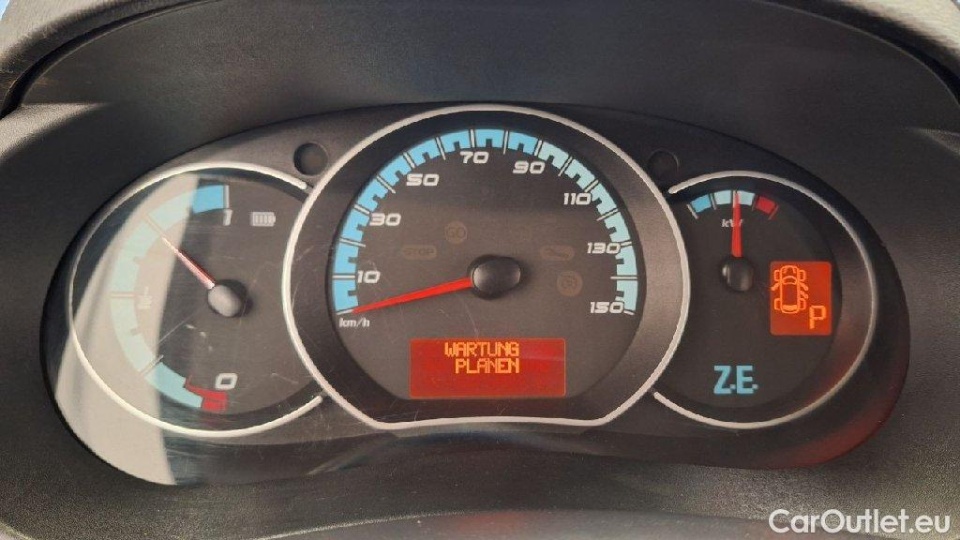 1
0
10
30
50
70
90
110
130
150
km/h
WARTUNG
PLANEN
kW
P
Z.E.
CarOutlet.eu